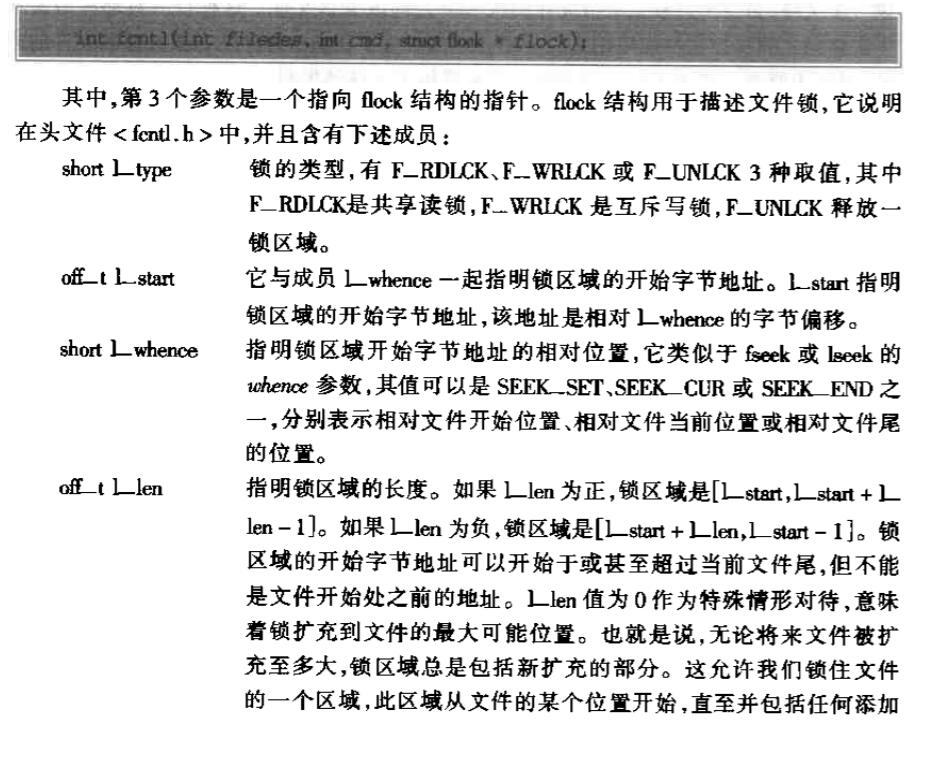 int fcntl(int filedes, int cmd, struct flock * flock);
其中,第3个参数是一个指向 flock 结构的指针。flock 结构用于描述文件锁,它说明
在头文件 < fcntl.h > 中,并且含有下述成员:
short l_type 锁的类型,有 F_RDLCK、F_WRLCK 或 F_UNLCK 3 种取值,其中
F_RDLCK是共享读锁,F_WRLCK 是互斥写锁,F_UNLCK 释放一
锁区域。
off_t l_start 它与成员 l_whence 一起指明锁区域的开始字节地址。l_start 指明
锁区域的开始字节地址,该地址是相对 l_whence 的字节偏移。
short l_whence 指明锁区域开始字节地址的相对位置,它类似于 fseek 或 lseek 的
whence 参数,其值可以是 SEEK_SET、SEEK_CUR 或 SEEK_END 之
一,分别表示相对文件开始位置、相对文件当前位置或相对文件尾
的位置。
off_t l_len 指明锁区域的长度。如果 l_len 为正,锁区域是[l_start,l_start + l_
len - 1]。如果 l_len 为负,锁区域是[l_start + l_len,l_start - 1]。锁
区域的开始字节地址可以开始于或甚至超过当前文件尾,但不能
是文件开始处之前的地址。l_len 值为 0 作为特殊情形对待,意味
着锁扩充到文件的最大可能位置。也就是说,无论将来文件被扩
充至多大,锁区域总是包括新扩充的部分。这允许我们锁住文件
的一个区域,此区域从文件的某个位置开始,直至并包括任何添加